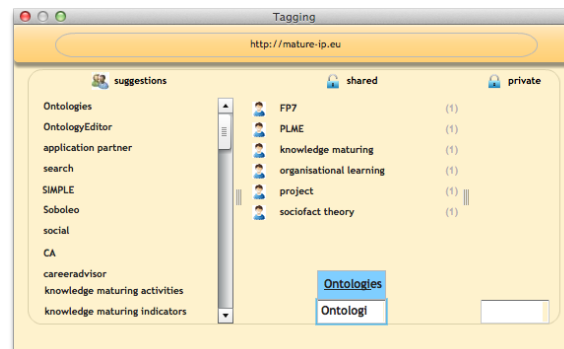 Tagging
http://mature-ip.eu
suggestions
shared
private
Ontologies
OntologyEditor
application partner
search
SIMPLE
Soboleo
social
CA
careeradvisor
knowledge maturing activities
knowledge maturing indicators
FP7 (1)
PLME (1)
knowledge maturing (1)
organisational learning (1)
project (1)
sociofact theory (1)
Ontologies
Ontologi